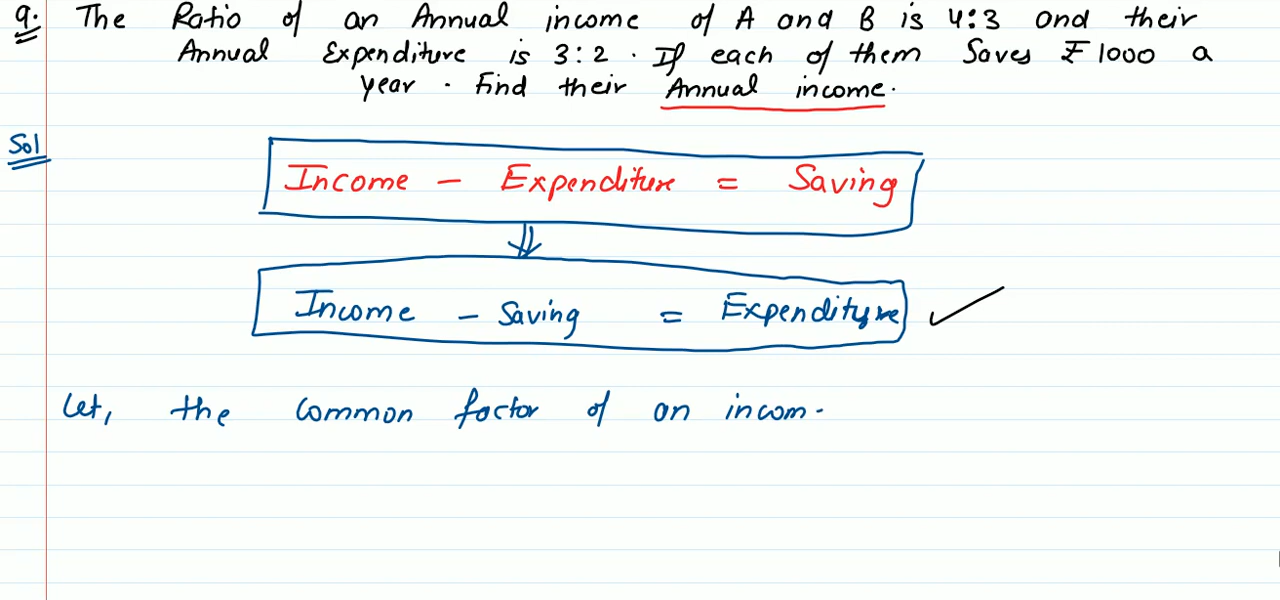 q. The Ratio of an Annual income of A and B is 4:3 and their
Annual Expenditure is 3:2. If each of them Saves ₹1000 a
year. Find their Annual income.
Sol
Income - Expenditure = Saving
Income - Saving = Expenditure
Let, the common factor of an incom.